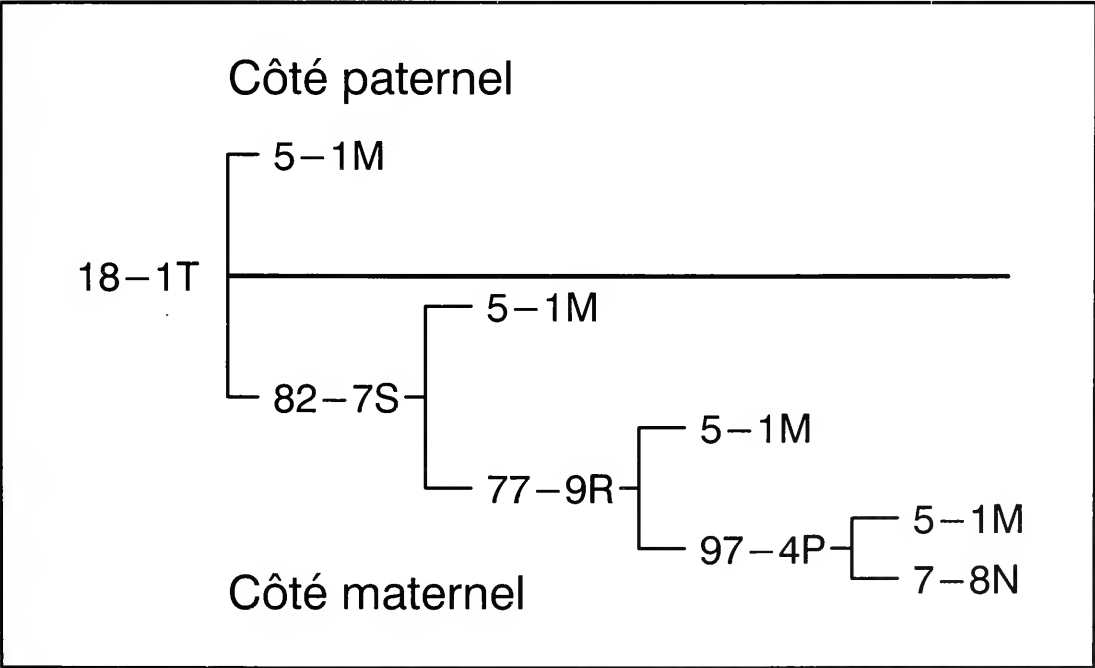 Côté paternel
5–1M
18–1T
5–1M
82–7S
5–1M
77–9R
5–1M
97–4P
7–8N
Côté maternel